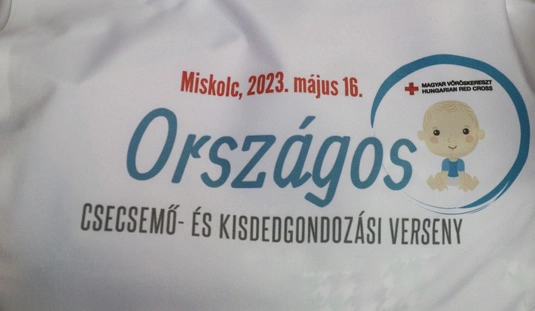 Miskolc, 2023. május 16.
MAGYAR VÖRÖSKERESZT
HUNGARIAN RED CROSS
Országos
CSECSEMŐ- ÉS KISDEDGONDOZÁSI VERSENY